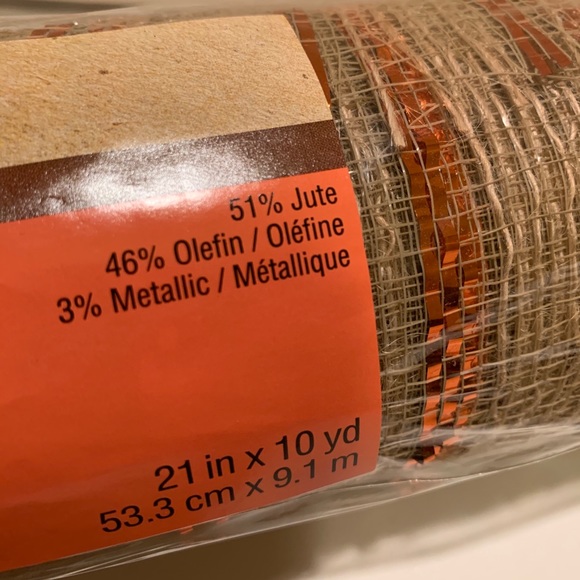 51% Jute
46% Olefin / Oléfine
3% Metallic / Métallique
21 in x 10 yd
53.3 cm x 9.1 m